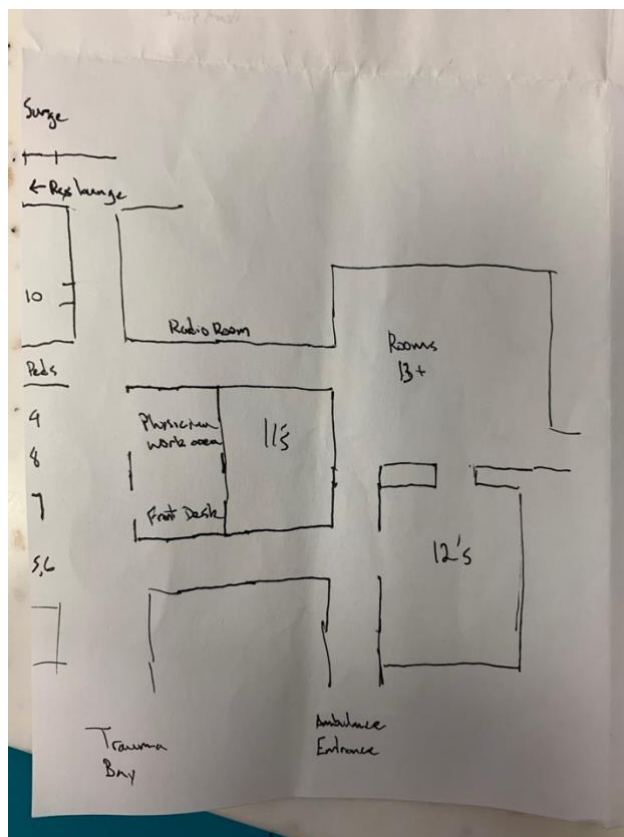 Surge
← Res lounge
10
Radio Room
Rooms
13+
Peds
9
8
7
5,6
Physician
work area
11's
Front Desk
12's
Trauma
Bay
Ambulance
Entrance